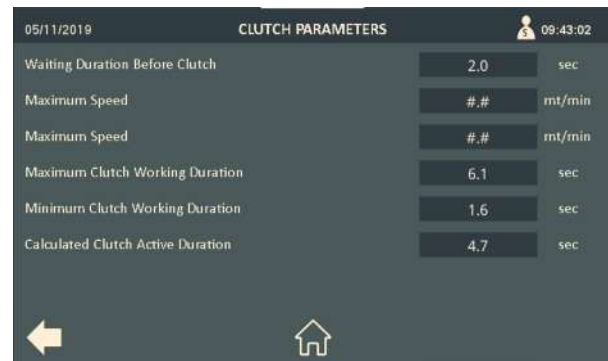 05/11/2019 CLUTCH PARAMETERS S 09:43:02
Waiting Duration Before Clutch 2.0 sec
Maximum Speed #.# mt/min
Maximum Speed #.# mt/min
Maximum Clutch Working Duration 6.1 sec
Minimum Clutch Working Duration 1.6 sec
Calculated Clutch Active Duration 4.7 sec